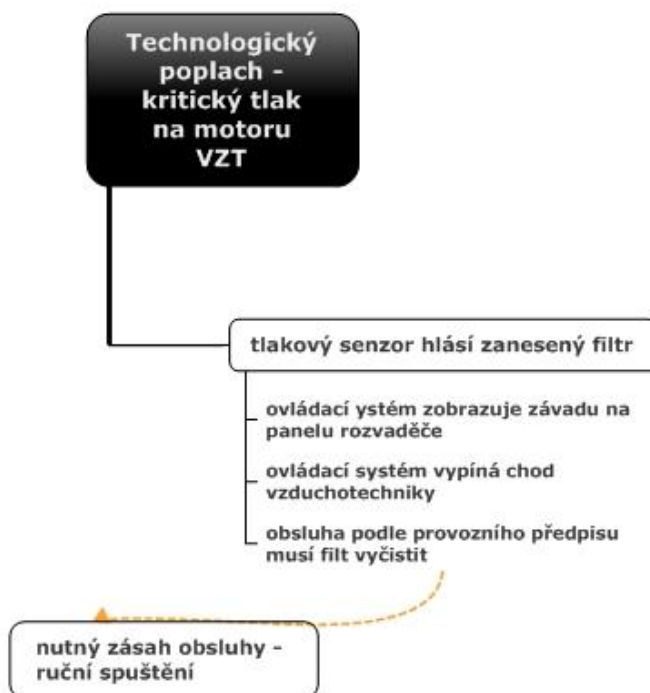 Technologický
poplach -
kritický tlak
na motoru
VZT
tlakový senzor hlásí zanesený filtr
ovládací ystém zobrazuje závadu na
panelu rozvaděče
ovládací systém vypíná chod
vzduchotechniky
obsluha podle provozního předpisu
musí filt vyčistit
nutný zásah obsluhy -
ruční spuštění